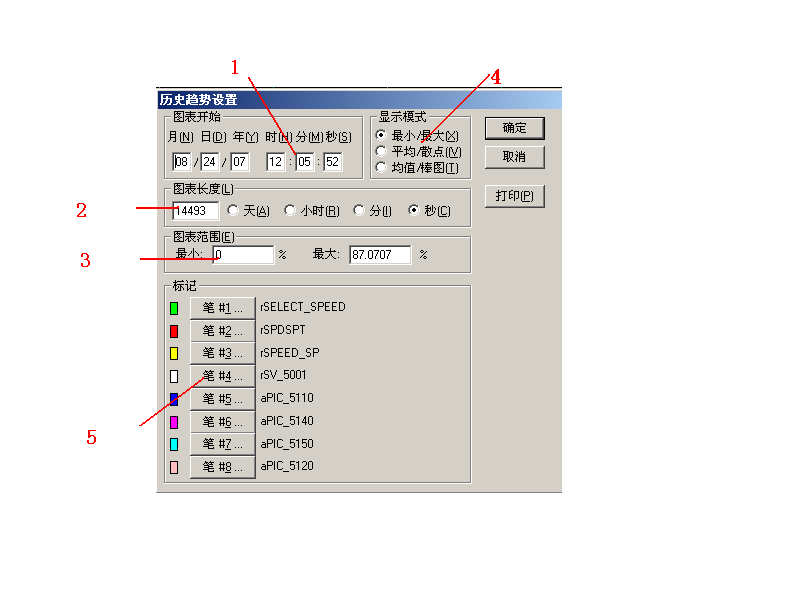 1
4
历史趋势设置
图表开始
月(N) 日(D) 年(Y) 时(H) 分(M) 秒(S)
08 / 24 / 07 12 : 05 : 52
显示模式
最小/最大(X)
平均/散点(V)
均值/棒图(T)
确定
取消
打印(P)
2
图表长度(L)
14493 天(A) 小时(R) 分(I) 秒(C)
3
图表范围(E)
最小: 0 % 最大: 87.0707 %
标记
笔 #1 ... rSELECT_SPEED
笔 #2 ... rSPDSPT
笔 #3 ... rSPEED_SP
笔 #4 ... rSV_5001
笔 #5 ... aPIC_5110
笔 #6 ... aPIC_5140
笔 #7 ... aPIC_5150
笔 #8 ... aPIC_5120
5